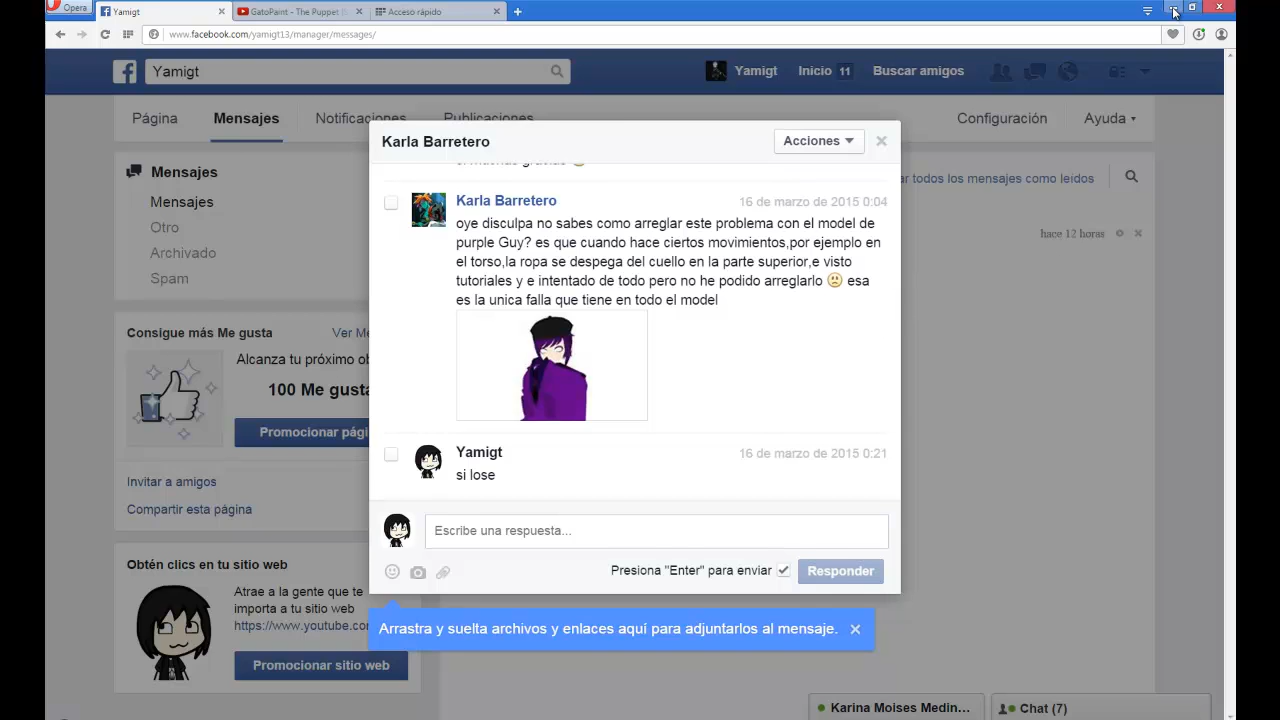 Opera
Yamigt
GatoPaint - The Puppet
Acceso rápido
www.facebook.com/yamigt13/manager/messages/
Yamigt
Yamigt
Inicio 11
Buscar amigos
Página
Mensajes
Notificaciones
Publicaciones
Configuración
Ayuda
Mensajes
Mensajes
Otro
Archivado
Spam
ar todos los mensajes como leídos
hace 12 horas
Consigue más Me gusta
Ver Me
Alcanza tu próximo ob
100 Me gusta
Promocionar pági
Invitar a amigos
Compartir esta página
Obtén clics en tu sitio web
Atrae a la gente que te
importa a tu sitio web
https://www.youtube.co
Promocionar sitio web
Karla Barretero
Acciones
Karla Barretero
16 de marzo de 2015 0:04
oye disculpa no sabes como arreglar este problema con el model de
purple Guy? es que cuando hace ciertos movimientos,por ejemplo en
el torso,la ropa se despega del cuello en la parte superior,e visto
tutoriales y e intentado de todo pero no he podido arreglarlo esa
es la unica falla que tiene en todo el model
Yamigt
16 de marzo de 2015 0:21
si lose
Escribe una respuesta...
Presiona "Enter" para enviar
Responder
Arrastra y suelta archivos y enlaces aquí para adjuntarlos al mensaje.
Karina Moises Medin...
Chat (7)